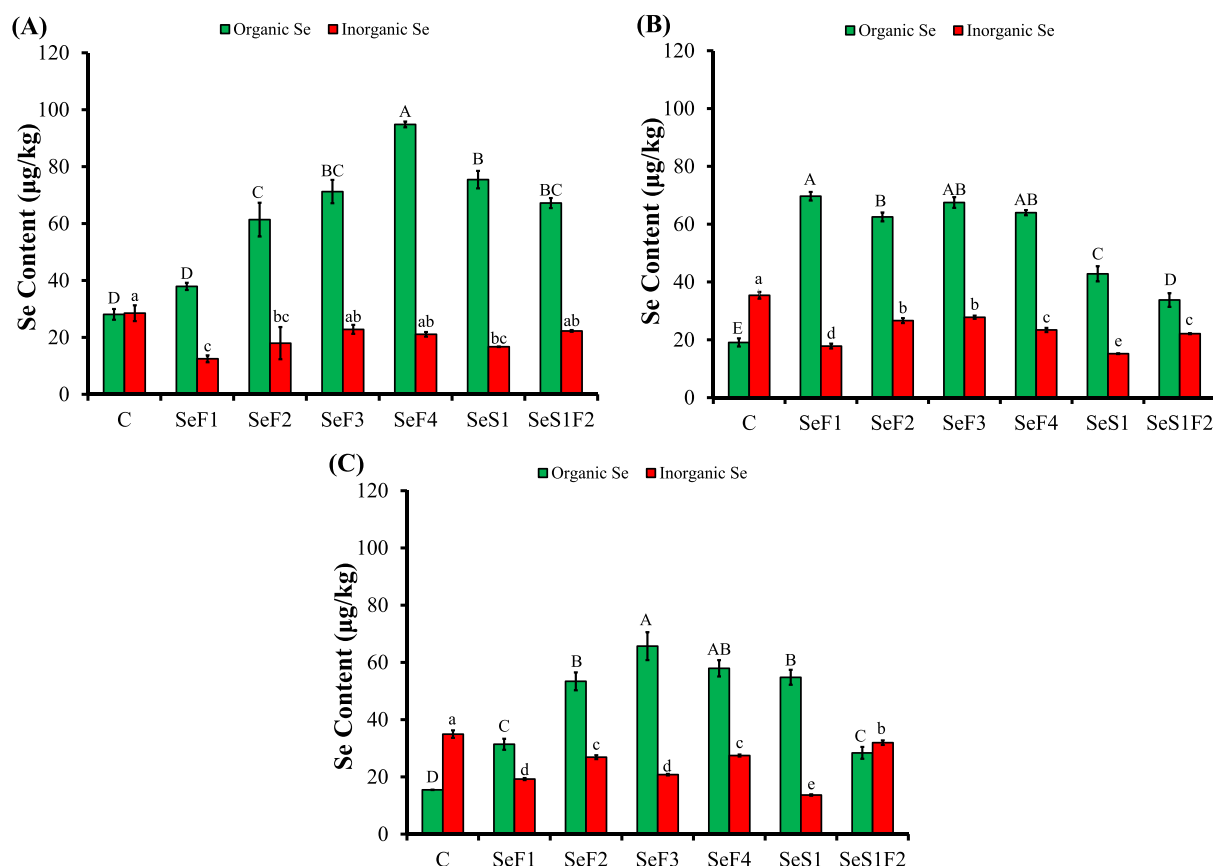 (A)
Organic Se Inorganic Se
Se Content (µg/kg)
120
100
80
60
40
20
0
D a D c C bc BC ab A ab B bc BC ab
C SeF1 SeF2 SeF3 SeF4 SeS1 SeS1F2
(B)
Organic Se Inorganic Se
Se Content (µg/kg)
120
100
80
60
40
20
0
E a A d B b AB b AB c C e D c
C SeF1 SeF2 SeF3 SeF4 SeS1 SeS1F2
(C)
Organic Se Inorganic Se
Se Content (µg/kg)
120
100
80
60
40
20
0
D a C d B c A d AB c B e C b
C SeF1 SeF2 SeF3 SeF4 SeS1 SeS1F2